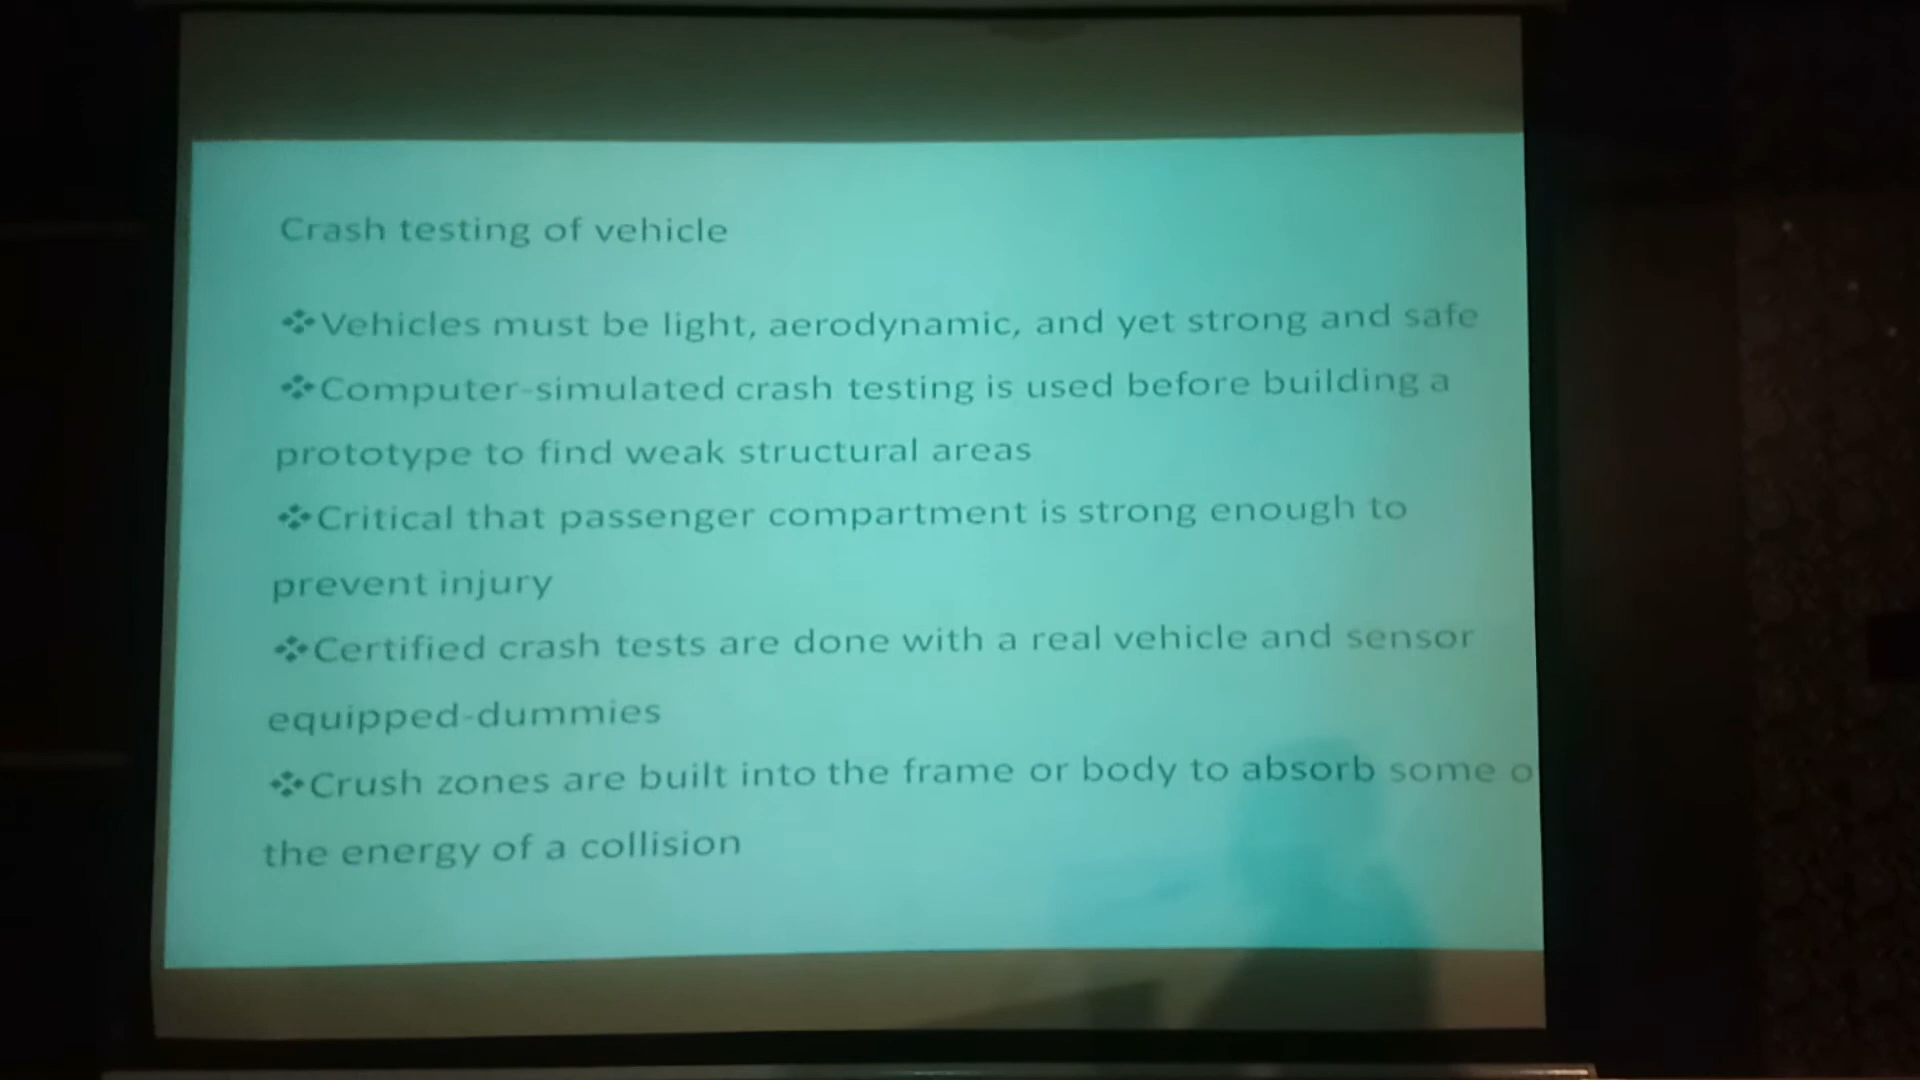 Crash testing of vehicle
❖Vehicles must be light, aerodynamic, and yet strong and safe
❖Computer-simulated crash testing is used before building a
prototype to find weak structural areas
❖Critical that passenger compartment is strong enough to
prevent injury
❖Certified crash tests are done with a real vehicle and sensor
equipped-dummies
❖Crush zones are built into the frame or body to absorb some o
the energy of a collision